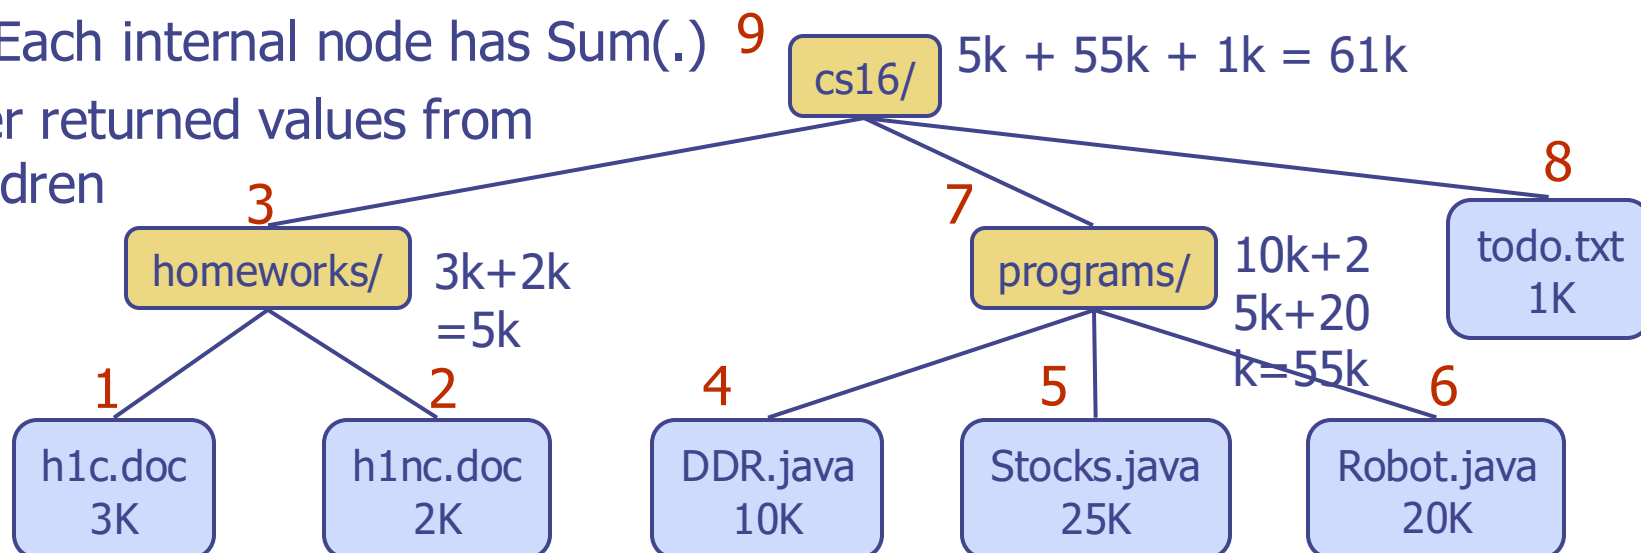 Each internal node has Sum(.)
er returned values from
dren
9
cs16/
5k + 55k + 1k = 61k
3
homeworks/
3k+2k
=5k
7
programs/
10k+2
5k+20
k=55k
8
todo.txt
1K
1
h1c.doc
3K
2
h1nc.doc
2K
4
DDR.java
10K
5
Stocks.java
25K
6
Robot.java
20K